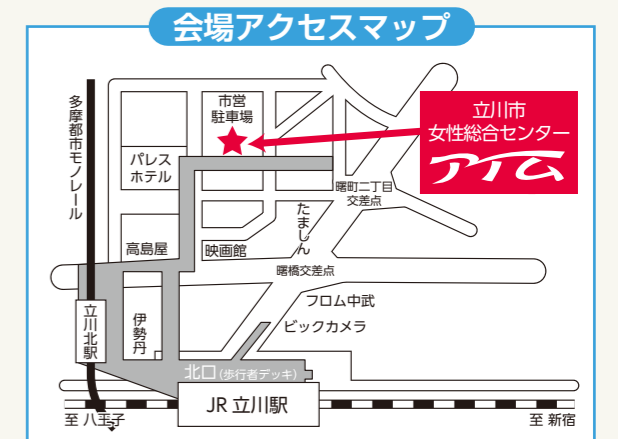 会場アクセスマップ
多摩都市モノレール
市営
駐車場
立川市
女性総合センター
アイム
パレス
ホテル
曙町二丁目
交差点
たましん
高島屋
映画館
曙橋交差点
フロム中武
ビックカメラ
立川北駅
伊勢丹
北口(歩行者デッキ)
JR 立川駅
至 八王子
至 新宿